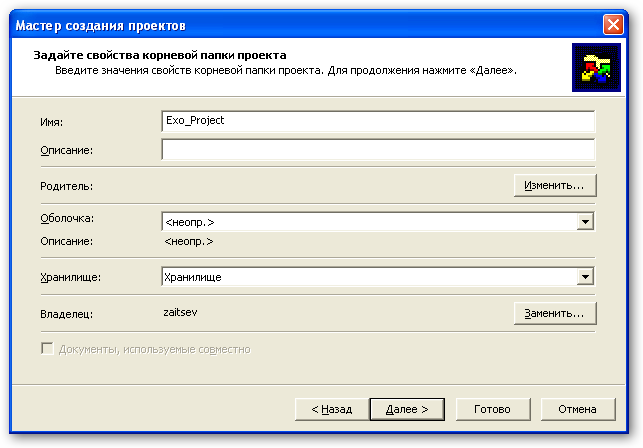 Мастер создания проектов
Задайте свойства корневой папки проекта
Введите значения свойств корневой папки проекта. Для продолжения нажмите «Далее».
Имя: Exo_Project
Описание:
Родитель: Изменить...
Оболочка: <неопр.>
Описание: <неопр.>
Хранилище: Хранилище
Владелец: zaitsev Заменить...
Документы, используемые совместно
< Назад Далее > Готово Отмена